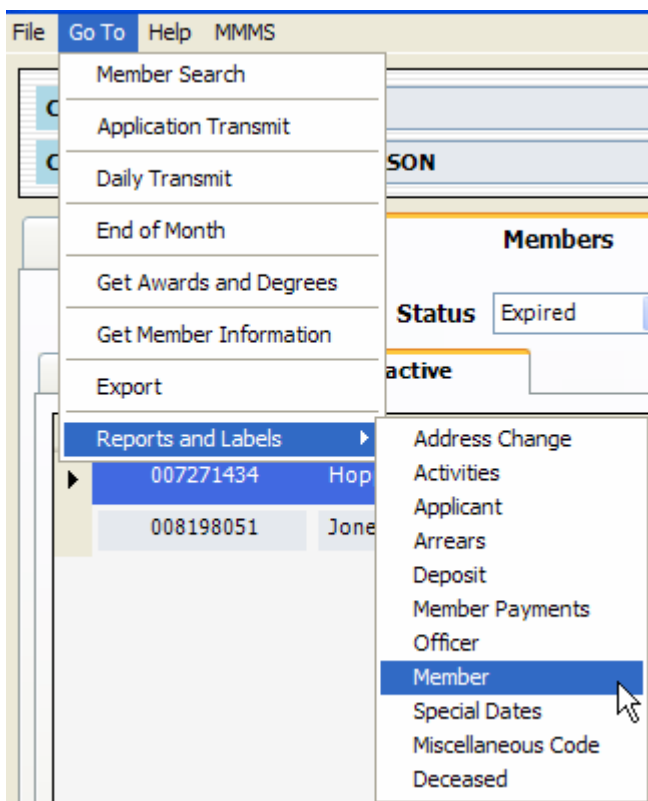 File Go To Help MMMS
Member Search
Application Transmit
Daily Transmit
End of Month
Get Awards and Degrees
Get Member Information
Export
Reports and Labels
C
C SON
Members
Status Expired
active
007271434 Hop
008198051 Jone
Address Change
Activities
Applicant
Arrears
Deposit
Member Payments
Officer
Member
Special Dates
Miscellaneous Code
Deceased